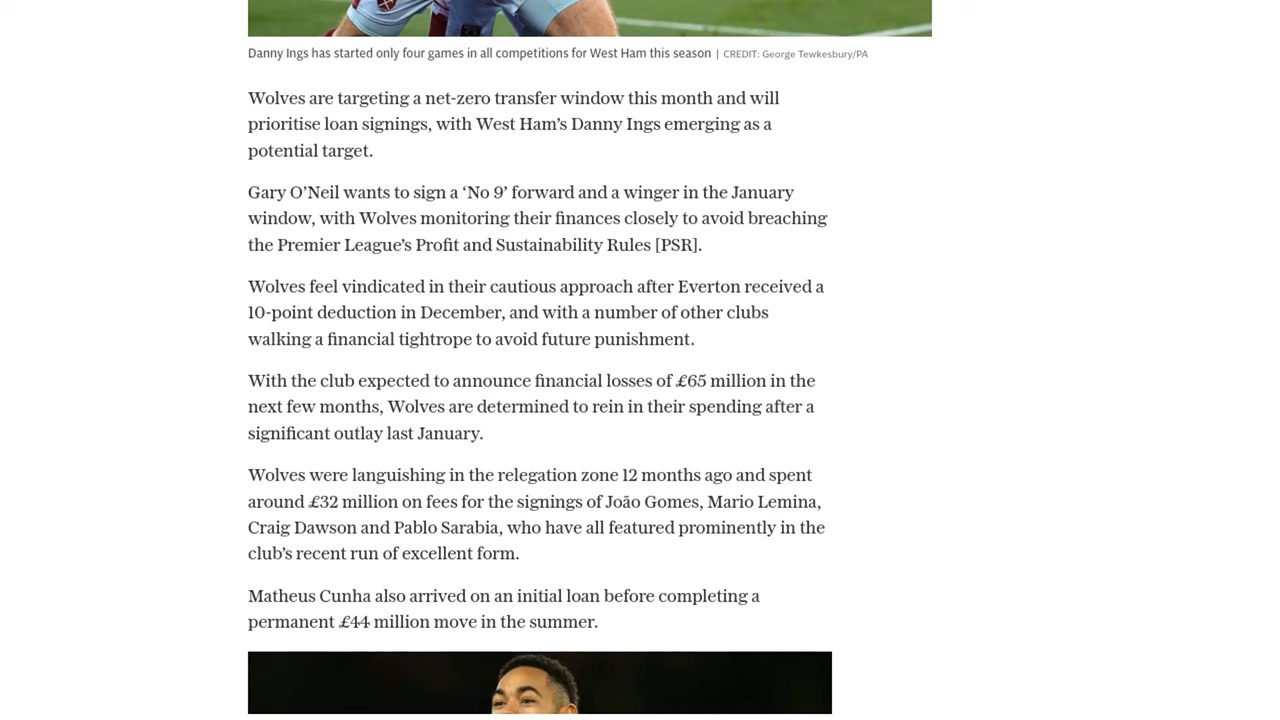 Danny Ings has started only four games in all competitions for West Ham this season | CREDIT: George Tewkesbury/PA
Wolves are targeting a net-zero transfer window this month and will
prioritise loan signings, with West Ham’s Danny Ings emerging as a
potential target.
Gary O’Neil wants to sign a ‘No 9’ forward and a winger in the January
window, with Wolves monitoring their finances closely to avoid breaching
the Premier League’s Profit and Sustainability Rules [PSR].
Wolves feel vindicated in their cautious approach after Everton received a
10-point deduction in December, and with a number of other clubs
walking a financial tightrope to avoid future punishment.
With the club expected to announce financial losses of £65 million in the
next few months, Wolves are determined to rein in their spending after a
significant outlay last January.
Wolves were languishing in the relegation zone 12 months ago and spent
around £32 million on fees for the signings of João Gomes, Mario Lemina,
Craig Dawson and Pablo Sarabia, who have all featured prominently in the
club’s recent run of excellent form.
Matheus Cunha also arrived on an initial loan before completing a
permanent £44 million move in the summer.